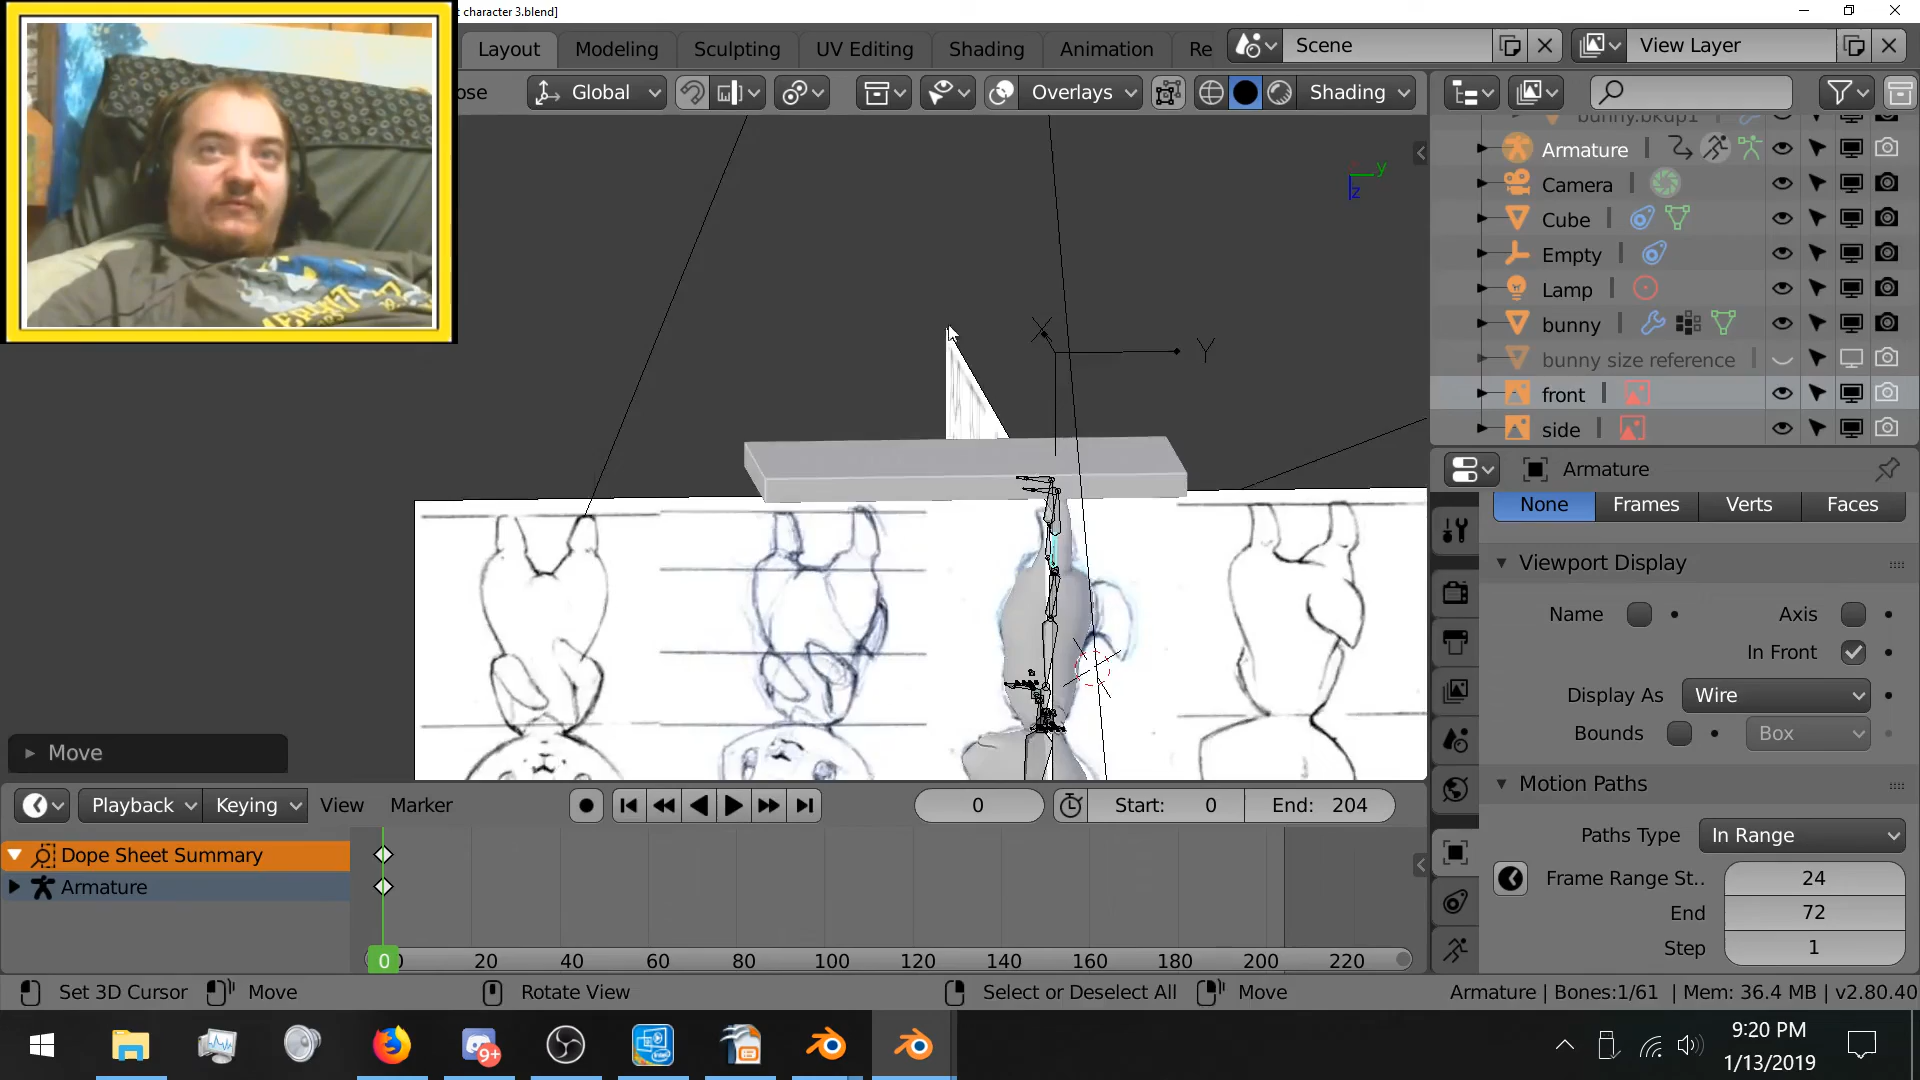 character 3.blend]
Layout Modeling Sculpting UV Editing Shading Animation Re
Scene
View Layer
ose Global Overlays Shading
bunny.bkup1
Armature
Camera
Cube
Empty
Lamp
bunny
bunny size reference
front
side
y
z
X
Y
Armature
None Frames Verts Faces
Viewport Display
Name Axis
In Front
Display As Wire
Bounds Box
Motion Paths
Paths Type In Range
Frame Range St.. 24
End 72
Step 1
Move
Playback Keying View Marker
0 Start: 0 End: 204
Dope Sheet Summary
Armature
0 20 40 60 80 100 120 140 160 180 200 220
Set 3D Cursor Move Rotate View Select or Deselect All Move
Armature | Bones:1/61 | Mem: 36.4 MB | v2.80.40
9+
9:20 PM
1/13/2019